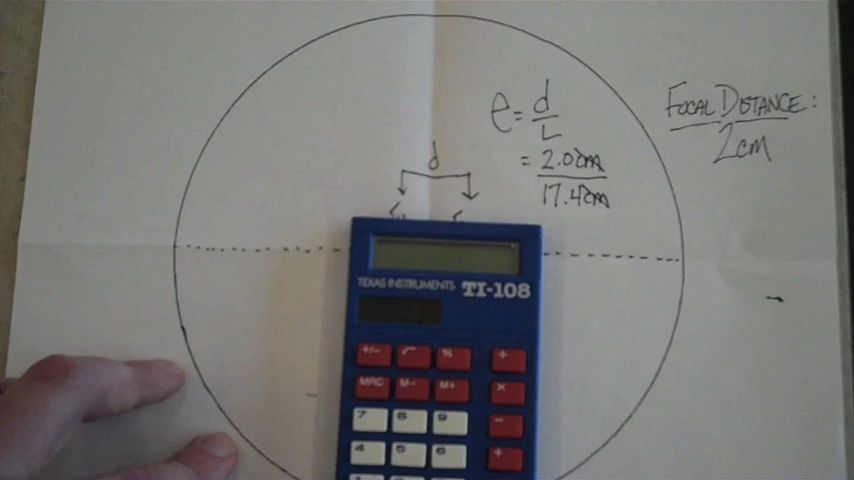 e = d/L
= 2.0cm/17.4cm
FOCAL DISTANCE:
2cm
d
TEXAS INSTRUMENTS TI-108
+/- √ % ÷
MRC M− M+ ×
7 8 9 −
4 5 6 +